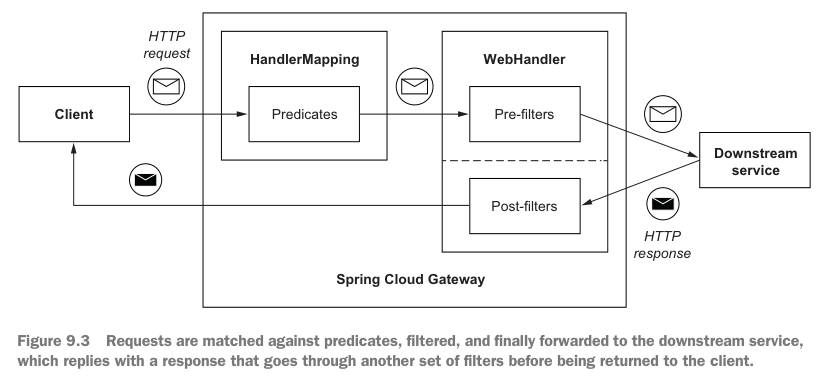 HTTP
request
HandlerMapping
WebHandler
Client
Predicates
Pre-filters
Downstream
service
Post-filters
HTTP
response
Spring Cloud Gateway
Figure 9.3 Requests are matched against predicates, filtered, and finally forwarded to the downstream service,
which replies with a response that goes through another set of filters before being returned to the client.